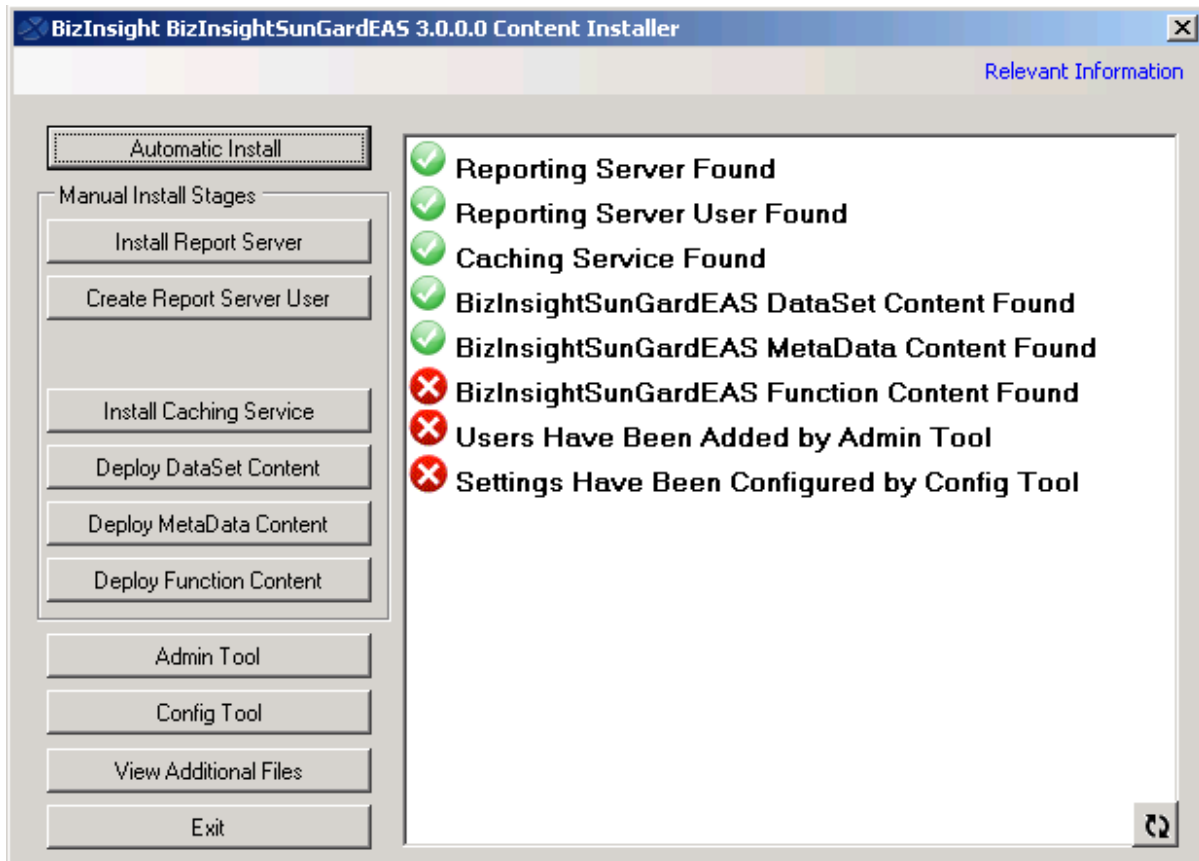 BizInsight BizInsightSunGardEAS 3.0.0.0 Content Installer
Relevant Information
Automatic Install
Manual Install Stages
Install Report Server
Create Report Server User
Install Caching Service
Deploy DataSet Content
Deploy MetaData Content
Deploy Function Content
Admin Tool
Config Tool
View Additional Files
Exit
Reporting Server Found
Reporting Server User Found
Caching Service Found
BizInsightSunGardEAS DataSet Content Found
BizInsightSunGardEAS MetaData Content Found
BizInsightSunGardEAS Function Content Found
Users Have Been Added by Admin Tool
Settings Have Been Configured by Config Tool